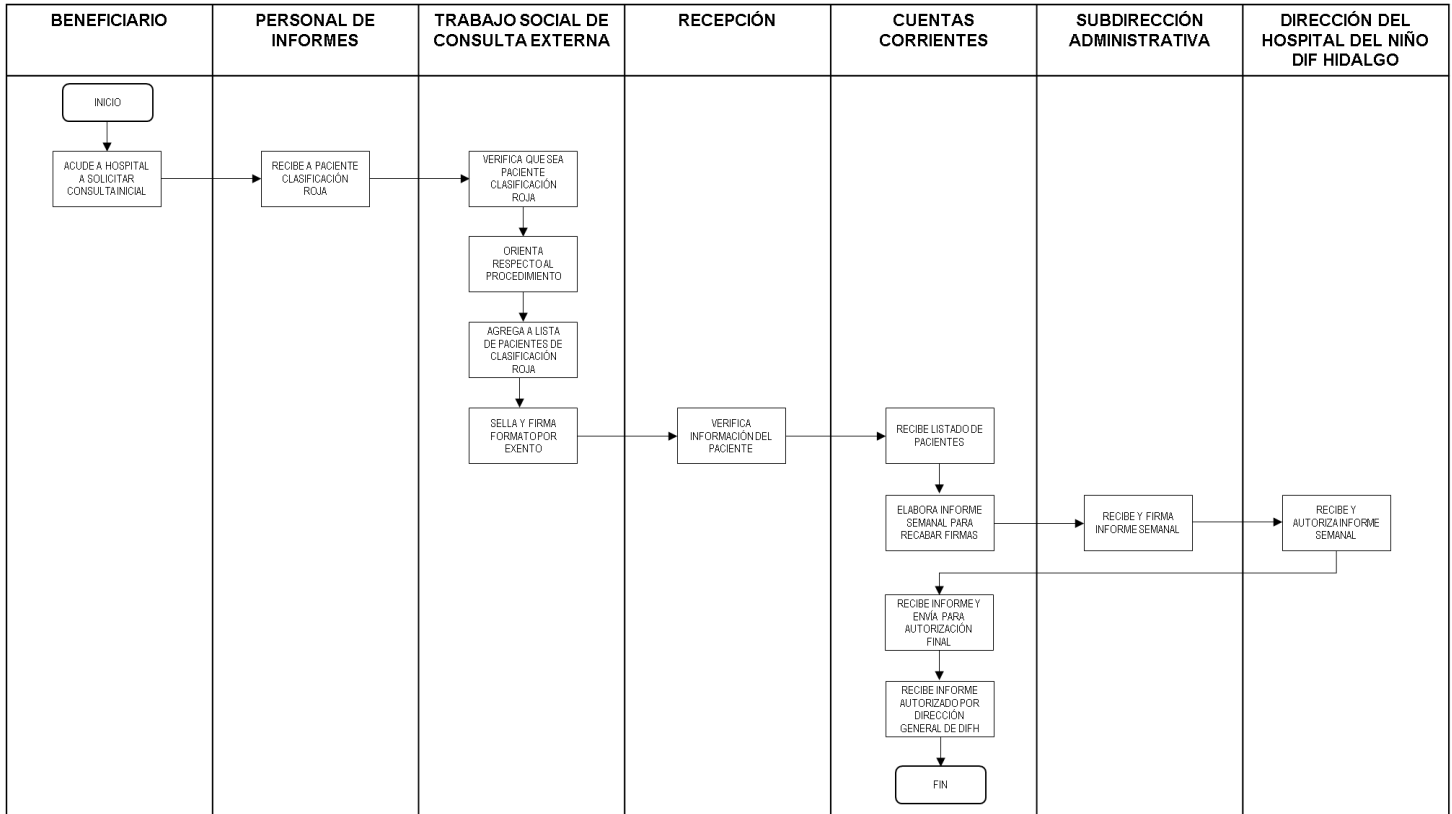 BENEFICIARIO
PERSONAL DE
INFORMES
TRABAJO SOCIAL DE
CONSULTA EXTERNA
RECEPCIÓN
CUENTAS
CORRIENTES
SUBDIRECCIÓN
ADMINISTRATIVA
DIRECCIÓN DEL
HOSPITAL DEL NIÑO
DIF HIDALGO
INICIO
ACUDE A HOSPITAL
A SOLICITAR
CONSULTA INICIAL
RECIBE A PACIENTE
CLASIFICACIÓN
ROJA
VERIFICA QUE SEA
PACIENTE
CLASIFICACIÓN
ROJA
ORIENTA
RESPECTO AL
PROCEDIMIENTO
AGREGA A LISTA
DE PACIENTES DE
CLASIFICACIÓN
ROJA
SELLA Y FIRMA
FORMATO POR
EXENTO
VERIFICA
INFORMACIÓN DEL
PACIENTE
RECIBE LISTADO DE
PACIENTES
ELABORA INFORME
SEMANAL PARA
RECABAR FIRMAS
RECIBE Y FIRMA
INFORME SEMANAL
RECIBE Y
AUTORIZA INFORME
SEMANAL
RECIBE INFORME Y
ENVÍA PARA
AUTORIZACIÓN
FINAL
RECIBE INFORME
AUTORIZADO POR
DIRECCIÓN
GENERAL DE DIFH
FIN